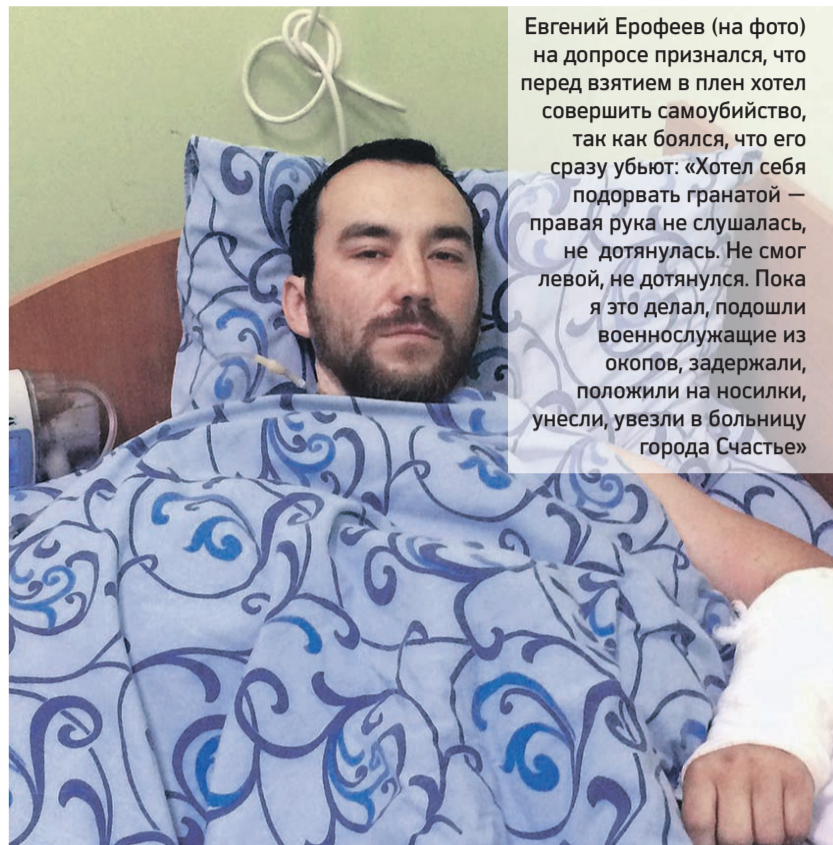 Евгений Ерофеев (на фото)
на допросе признался, что
перед взятием в плен хотел
совершить самоубийство,
так как боялся, что его
сразу убьют: «Хотел себя
подорвать гранатой —
правая рука не слушалась,
не дотянулась. Не смог
левой, не дотянулся. Пока
я это делал, подошли
военнослужащие из
окопов, задержали,
положили на носилки,
унесли, увезли в больницу
города Счастье»